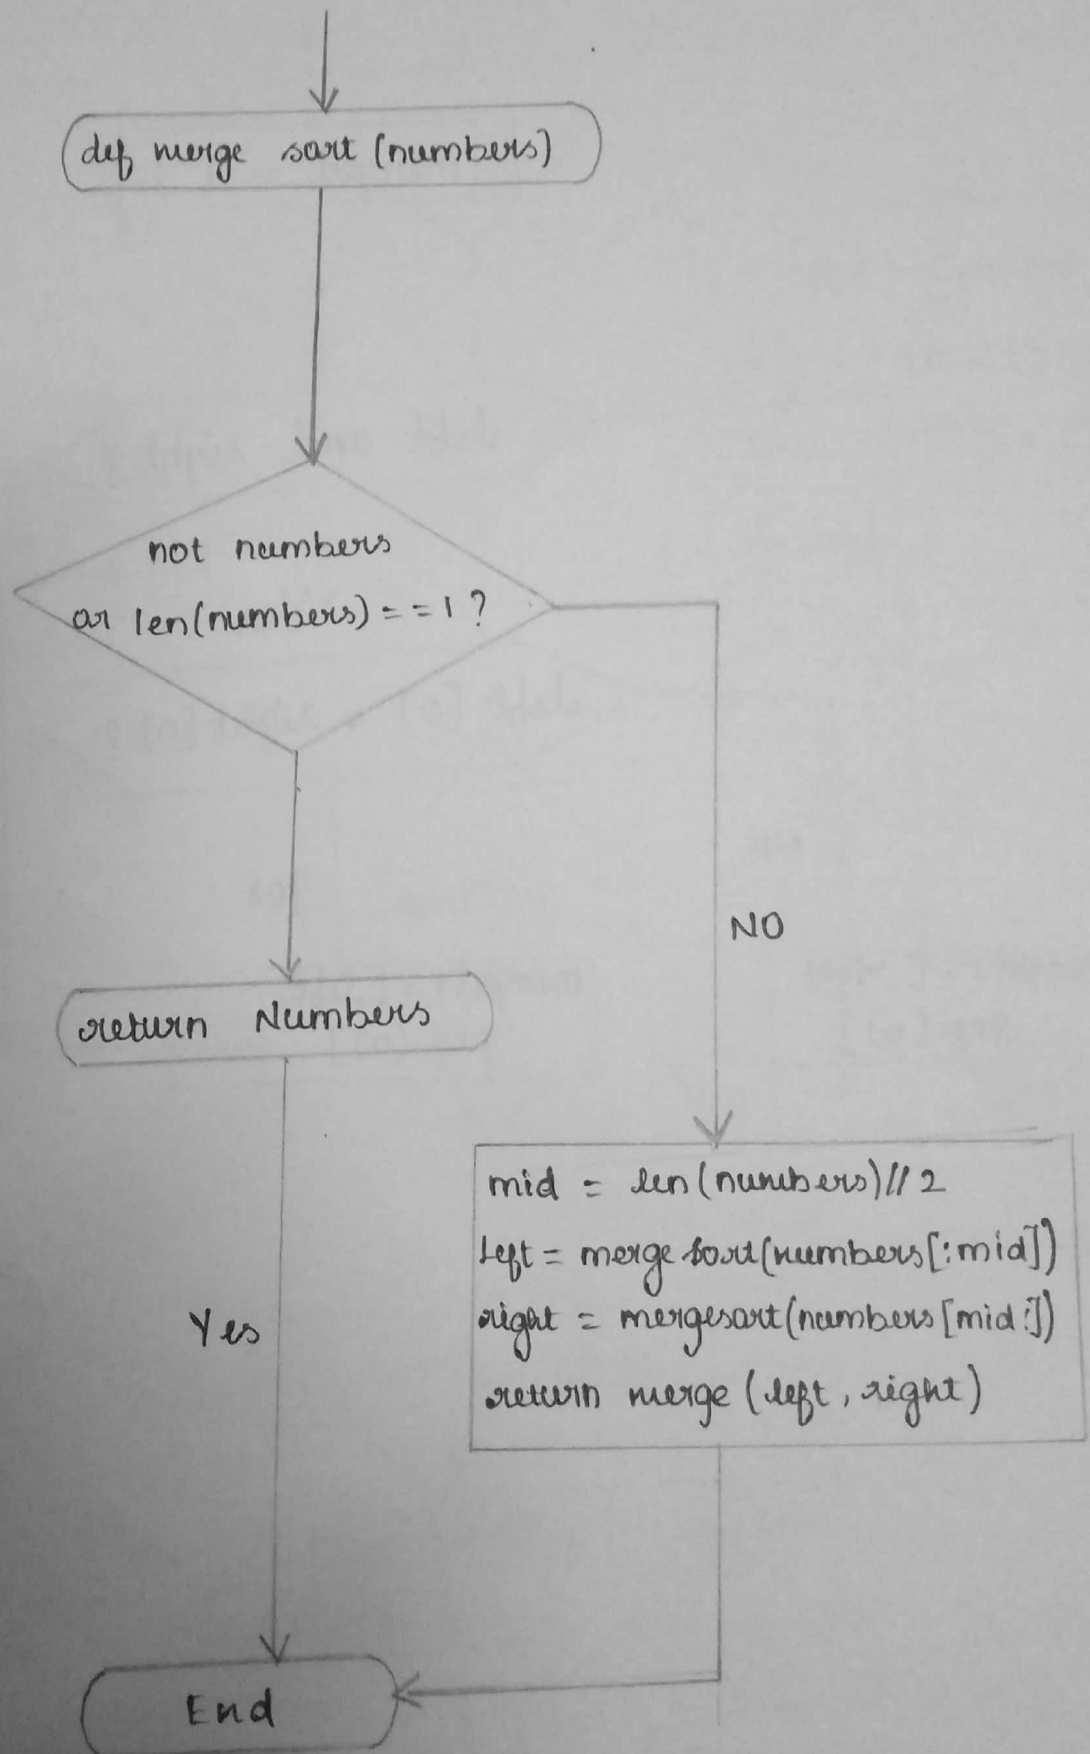 def merge sort (numbers)
not numbers
or len(numbers) = = 1 ?
NO
return Numbers
mid = len(numbers)//2
Left = merge sort(numbers[:mid])
right = mergesort(numbers[mid:])
return merge (left, right)
Yes
End